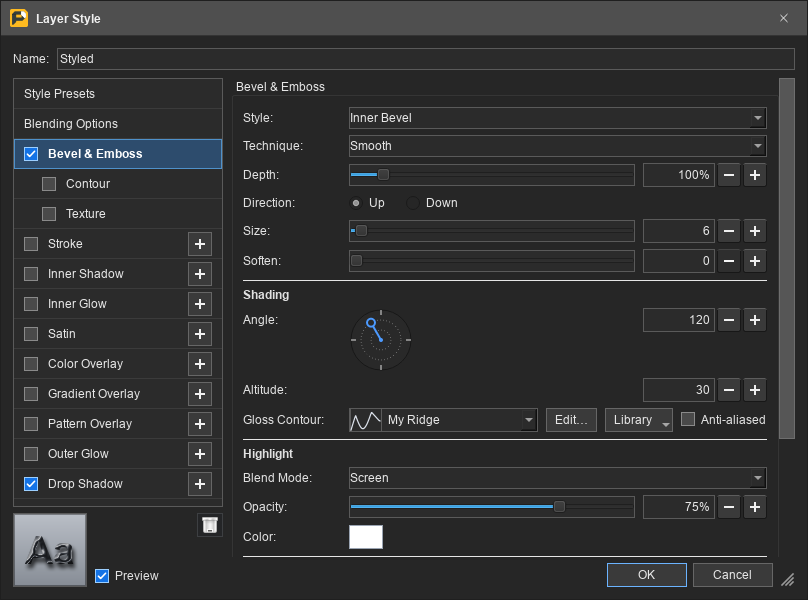 Layer Style
Name: Styled
Style Presets
Blending Options
Bevel & Emboss
Contour
Texture
Stroke
Inner Shadow
Inner Glow
Satin
Color Overlay
Gradient Overlay
Pattern Overlay
Outer Glow
Drop Shadow
Aa
Preview
Bevel & Emboss
Style: Inner Bevel
Technique: Smooth
Depth: 100%
Direction: Up Down
Size: 6
Soften: 0
Shading
Angle: 120
Altitude: 30
Gloss Contour: My Ridge Edit... Library Anti-aliased
Highlight
Blend Mode: Screen
Opacity: 75%
Color:
OK Cancel